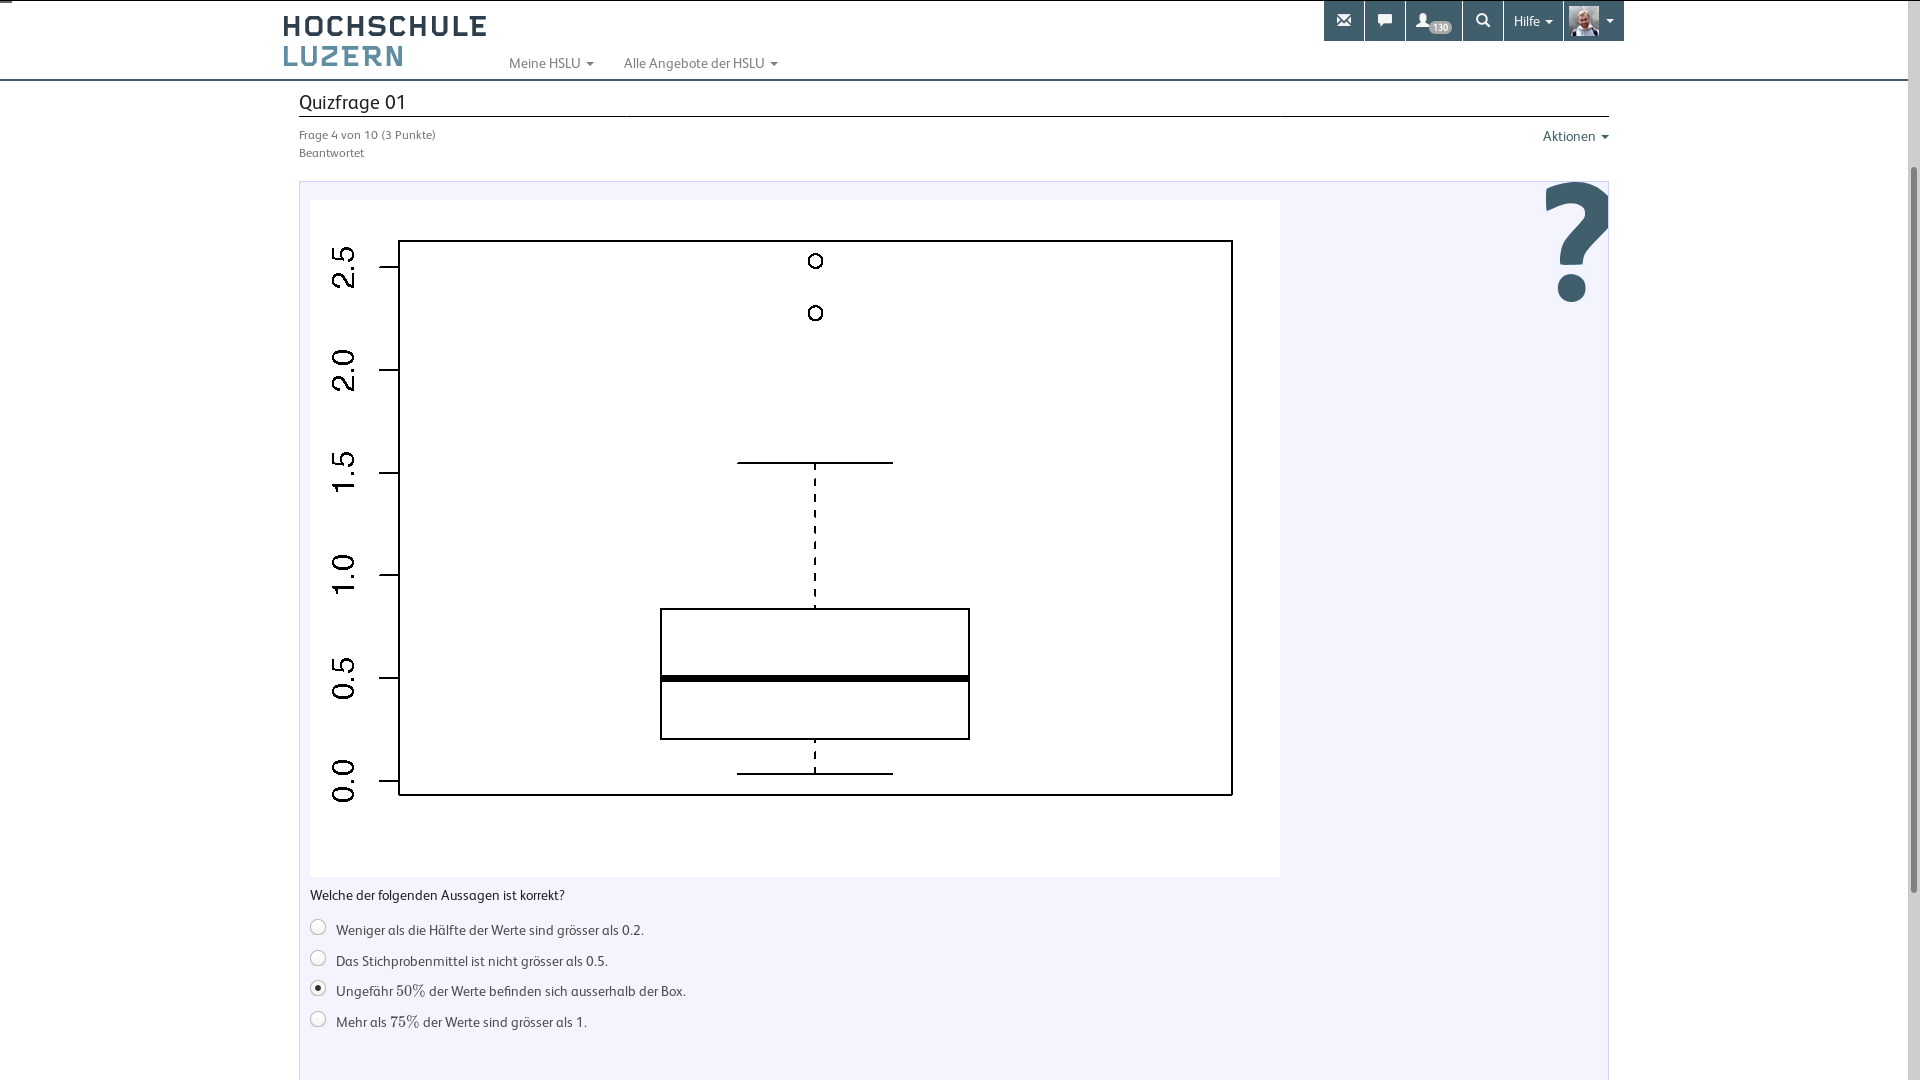 HOCHSCHULE
LUZERN
Meine HSLU
Alle Angebote der HSLU
130
Hilfe
Quizfrage 01
Frage 4 von 10 (3 Punkte)
Beantwortet
Aktionen
?
2.5
2.0
1.5
1.0
0.5
0.0
Welche der folgenden Aussagen ist korrekt?
Weniger als die Hälfte der Werte sind grösser als 0.2.
Das Stichprobenmittel ist nicht grösser als 0.5.
Ungefähr 50% der Werte befinden sich ausserhalb der Box.
Mehr als 75% der Werte sind grösser als 1.